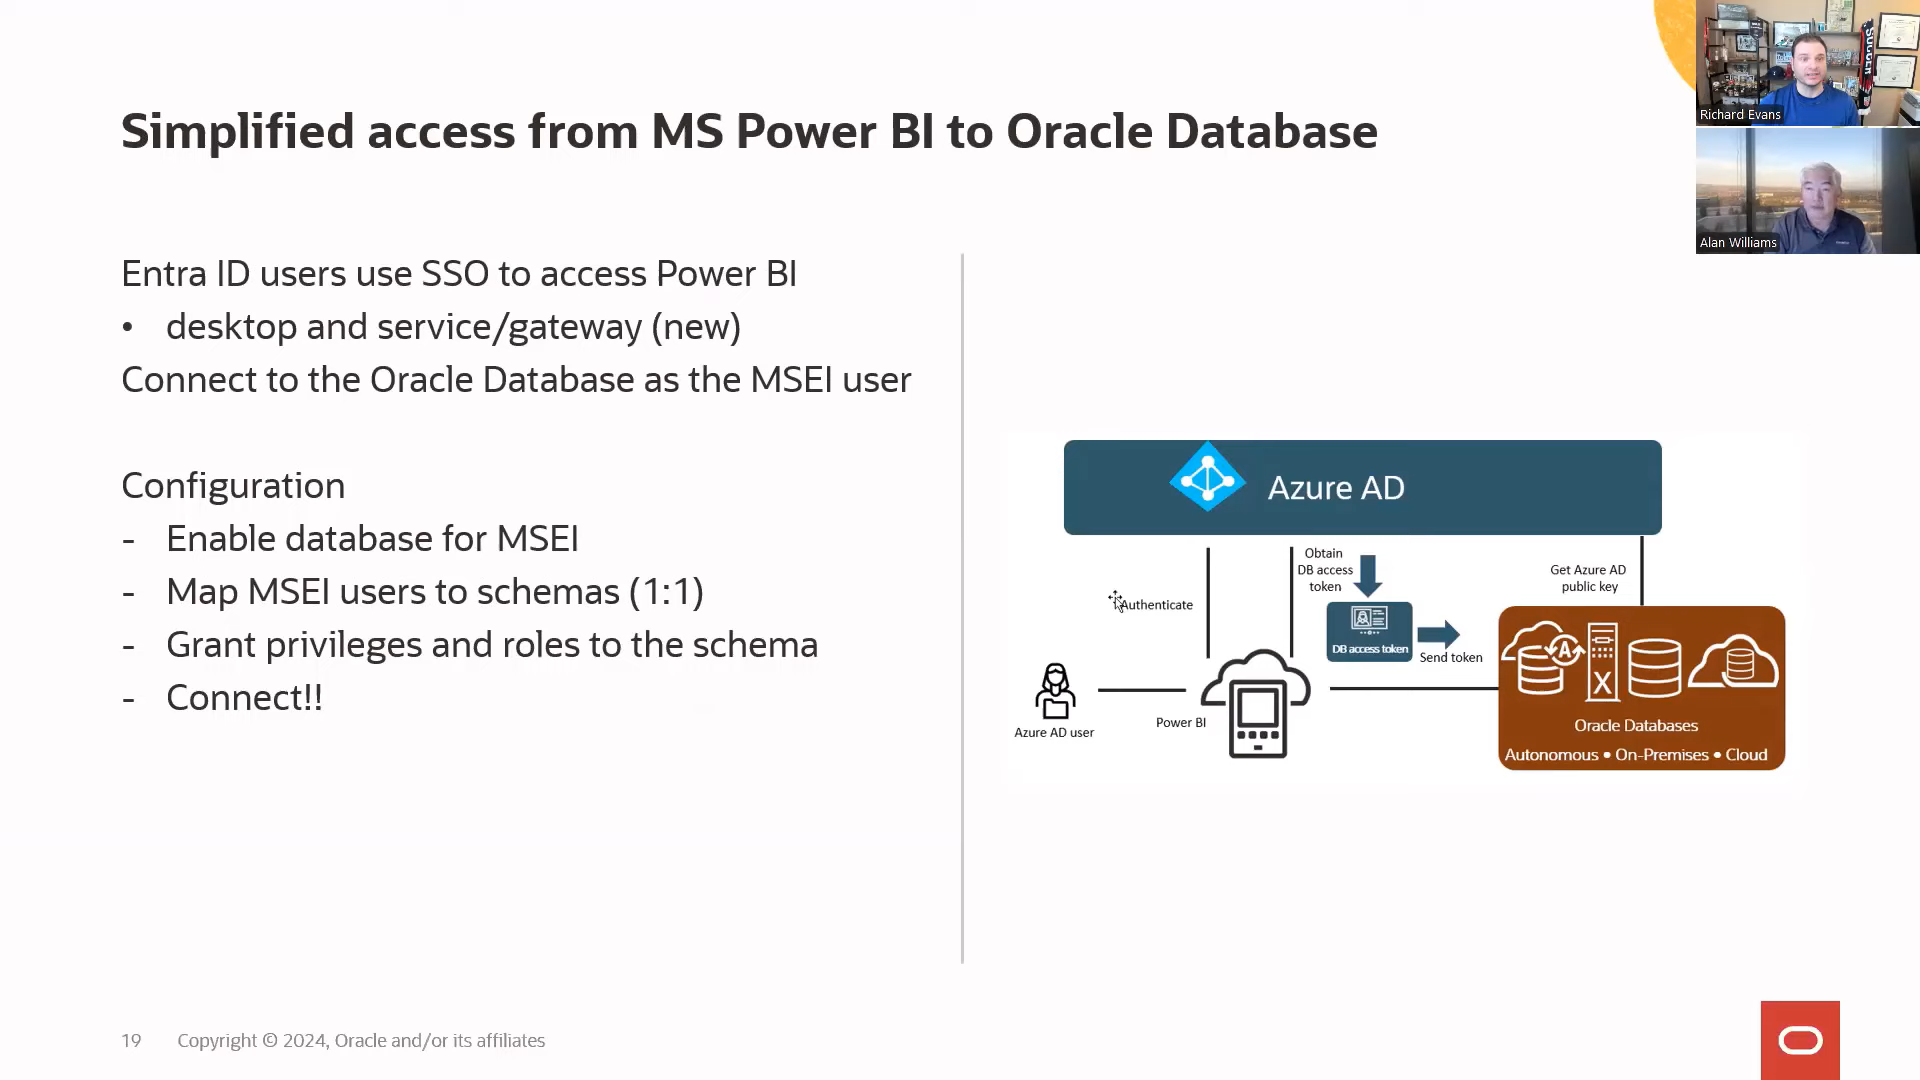 Simplified access from MS Power BI to Oracle Database
Richard Evans
Alan Williams
Entra ID users use SSO to access Power BI
• desktop and service/gateway (new)
Connect to the Oracle Database as the MSEI user
Configuration
- Enable database for MSEI
- Map MSEI users to schemas (1:1)
- Grant privileges and roles to the schema
- Connect!!
Azure AD
Authenticate
Obtain
DB access
token
DB access token
Send token
Get Azure AD
public key
Azure AD user
Power BI
A
X
Oracle Databases
Autonomous • On-Premises • Cloud
SOCCER
19 Copyright © 2024, Oracle and/or its affiliates